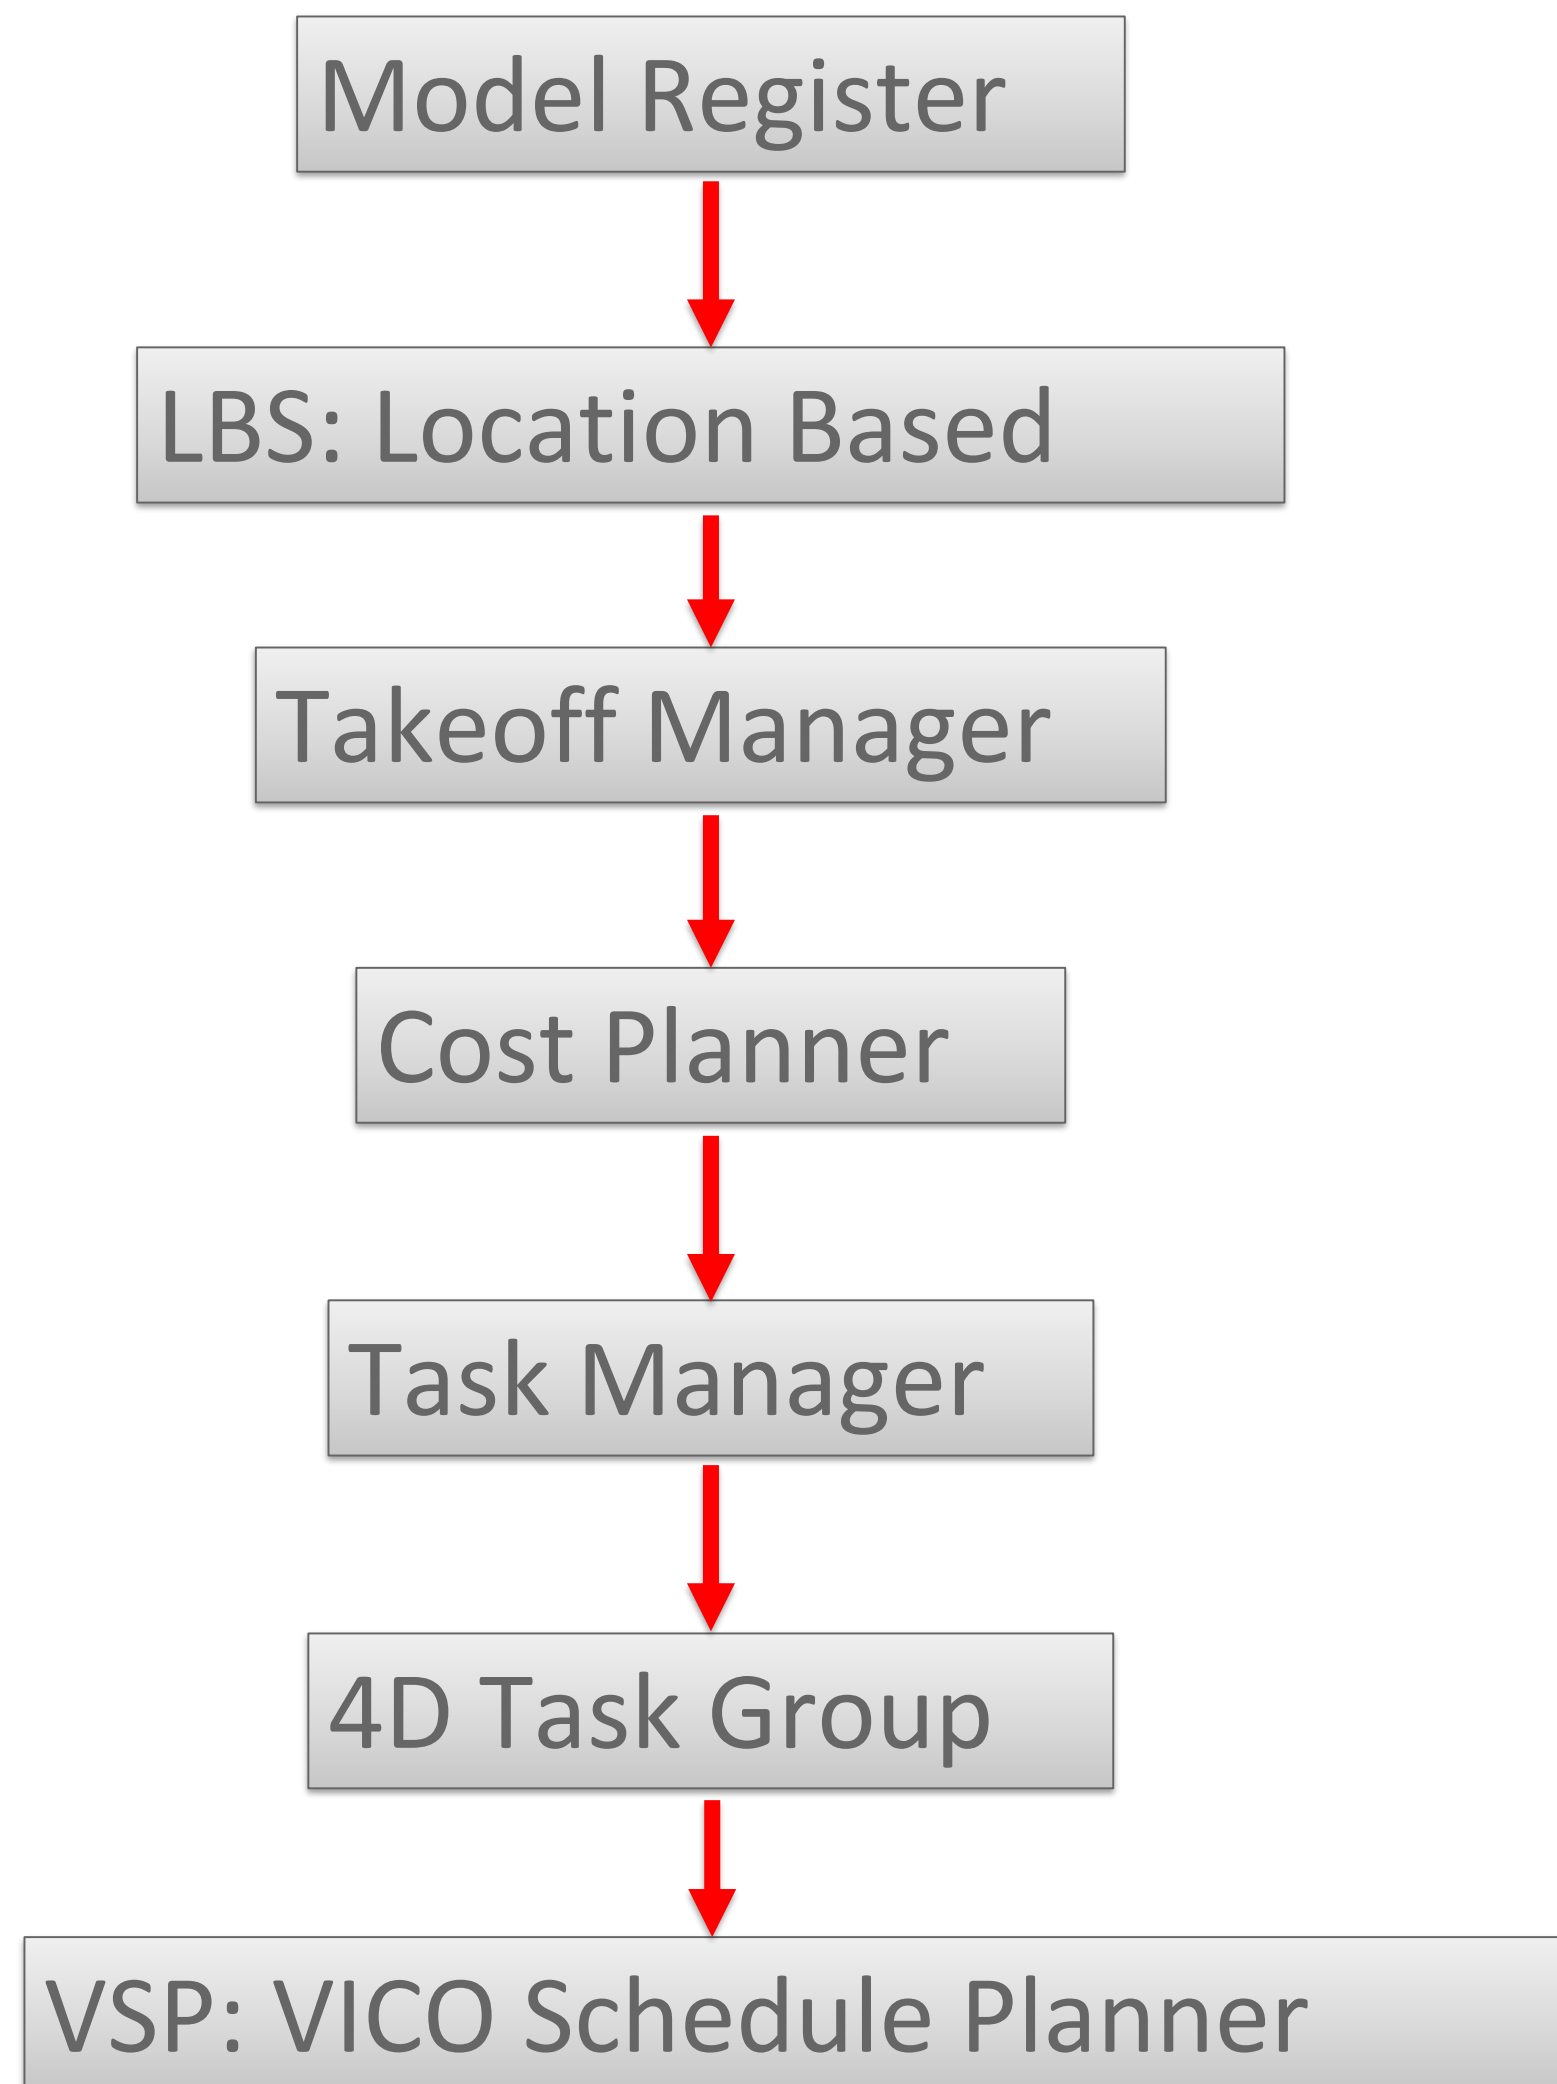 Model Register
LBS: Location Based
Takeoff Manager
Cost Planner
Task Manager
4D Task Group
VSP: VICO Schedule Planner